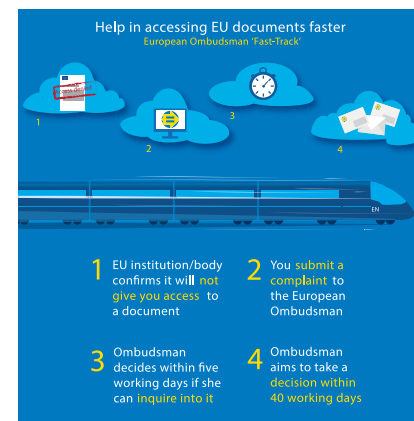 Help in accessing EU documents faster
European Ombudsman 'Fast-Track'
Access denied
1
2
3
4
EN
1 EU institution/body
confirms it will not
give you access to
a document
2 You submit a
complaint to
the European
Ombudsman
3 Ombudsman
decides within five
working days if she
can inquire into it
4 Ombudsman
aims to take a
decision within
40 working days